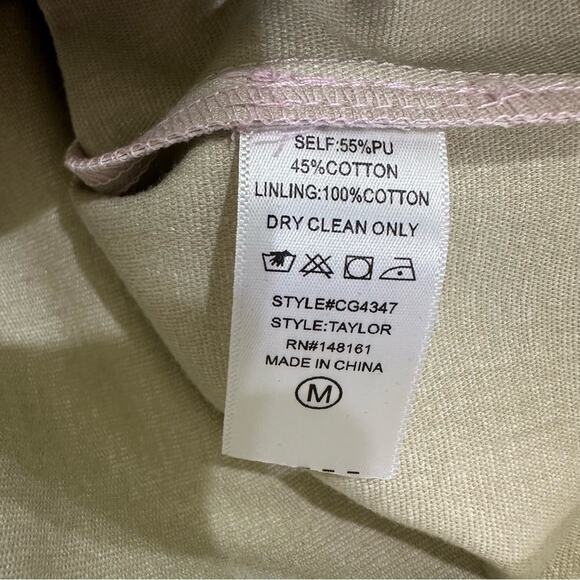 SELF:55%PU
45%COTTON
LINLING:100%COTTON
DRY CLEAN ONLY
STYLE#CG4347
STYLE:TAYLOR
RN#148161
MADE IN CHINA
M